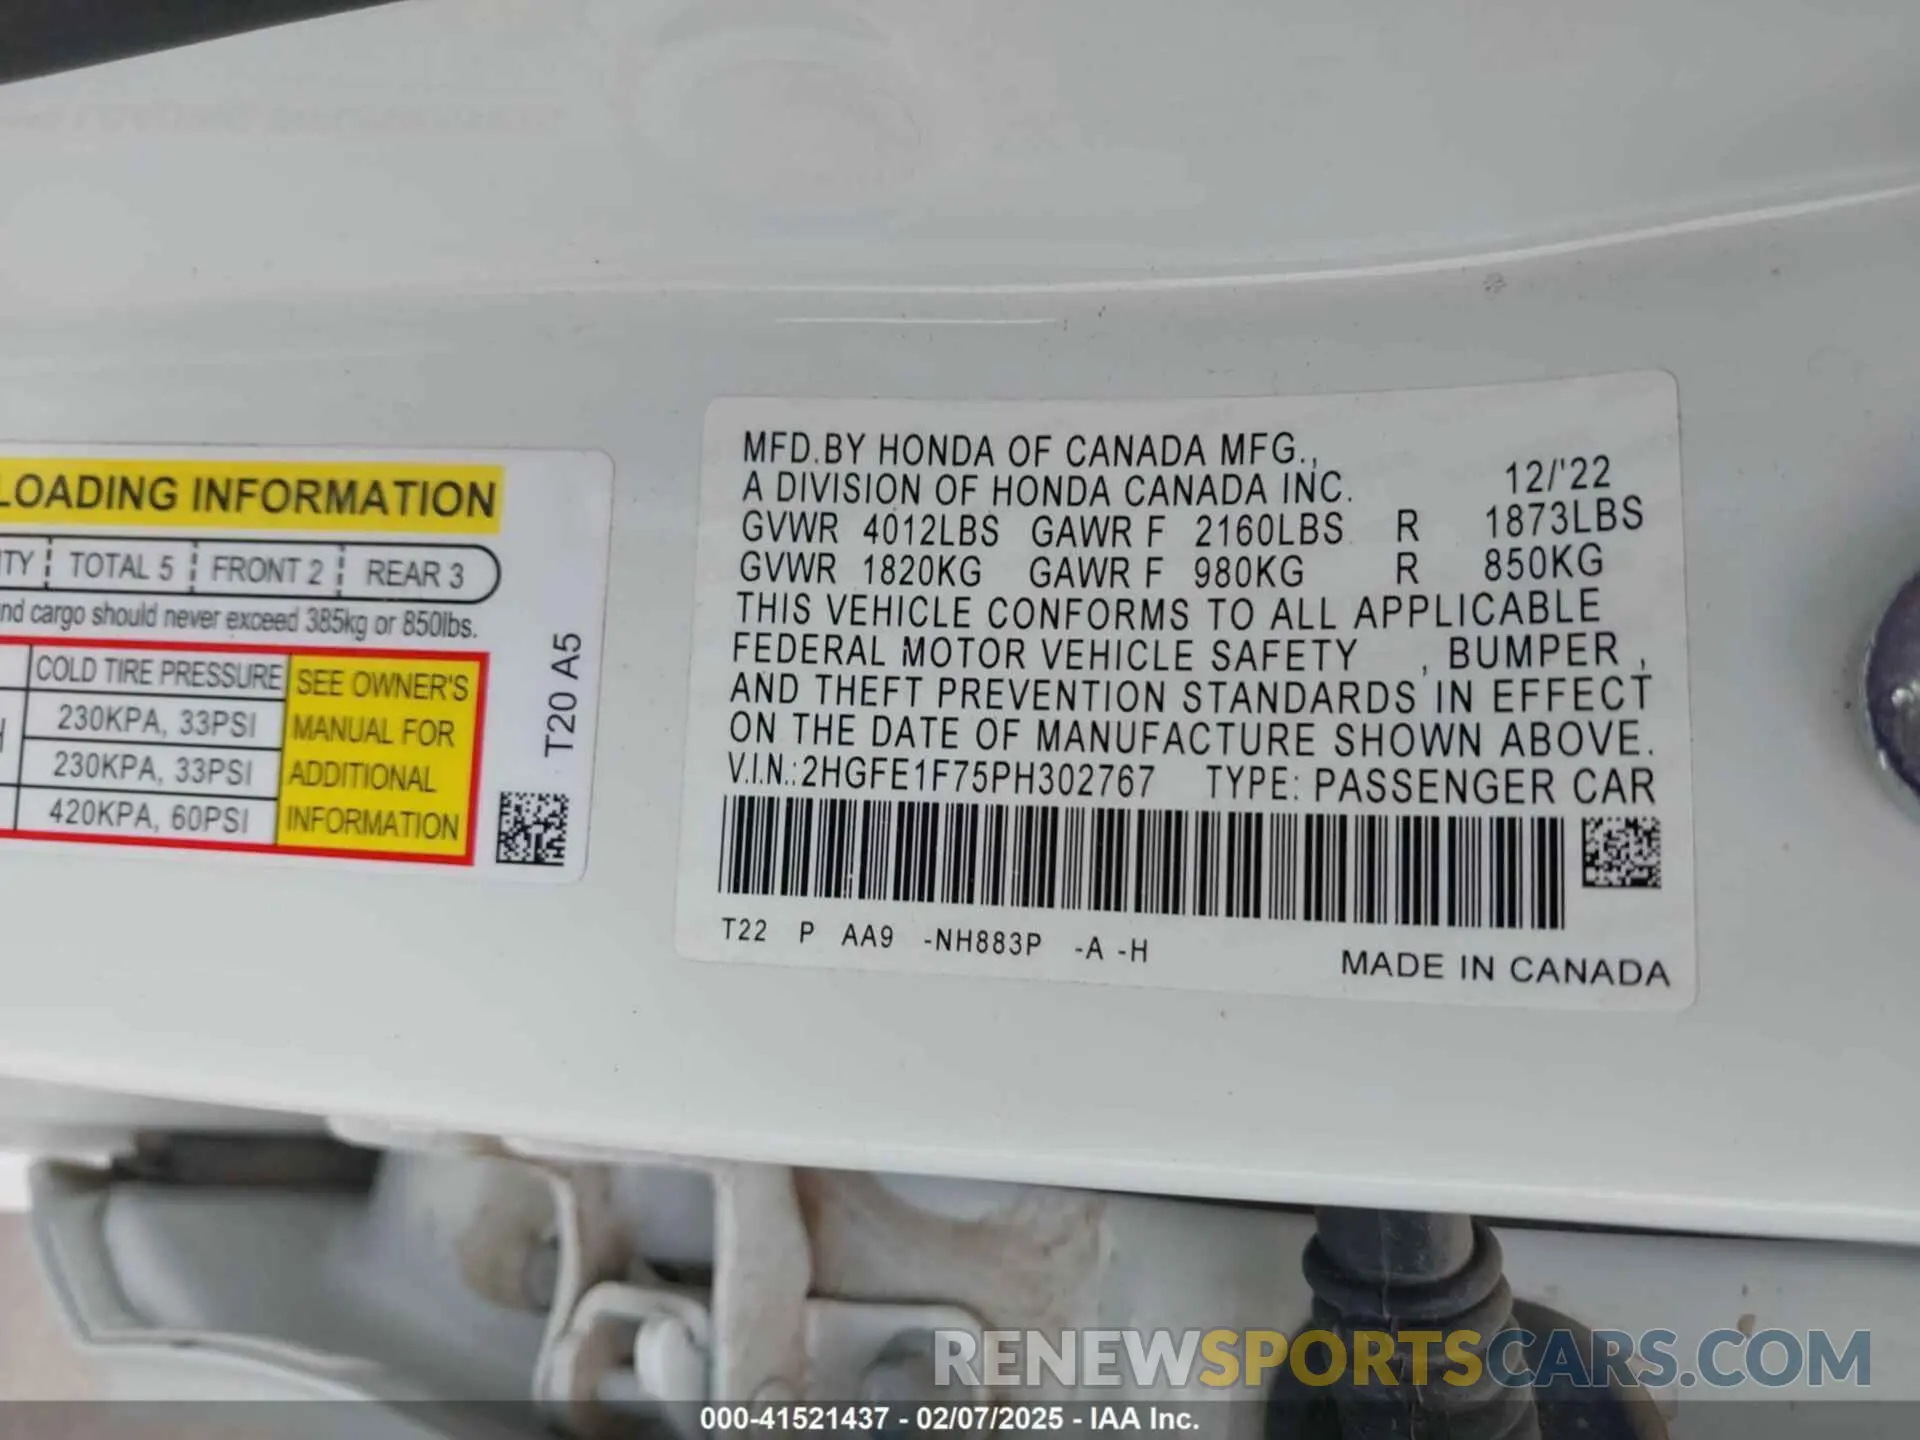 LOADING INFORMATION
TOTAL 5 FRONT 2 REAR 3
and cargo should never exceed 385kg or 850lbs.
COLD TIRE PRESSURE
230KPA, 33PSI
230KPA, 33PSI
420KPA, 60PSI
SEE OWNER'S
MANUAL FOR
ADDITIONAL
INFORMATION
T20 A5
MFD.BY HONDA OF CANADA MFG.,
A DIVISION OF HONDA CANADA INC. 12/'22
GVWR 4012LBS GAWR F 2160LBS R 1873LBS
GVWR 1820KG GAWR F 980KG R 850KG
THIS VEHICLE CONFORMS TO ALL APPLICABLE
FEDERAL MOTOR VEHICLE SAFETY , BUMPER ,
AND THEFT PREVENTION STANDARDS IN EFFECT
ON THE DATE OF MANUFACTURE SHOWN ABOVE.
V.I.N.:2HGFE1F75PH302767 TYPE: PASSENGER CAR
T22 P AA9 -NH883P -A -H
MADE IN CANADA
RENEWSPORTSCARS.COM
000-41521437 - 02/07/2025 - IAA Inc.